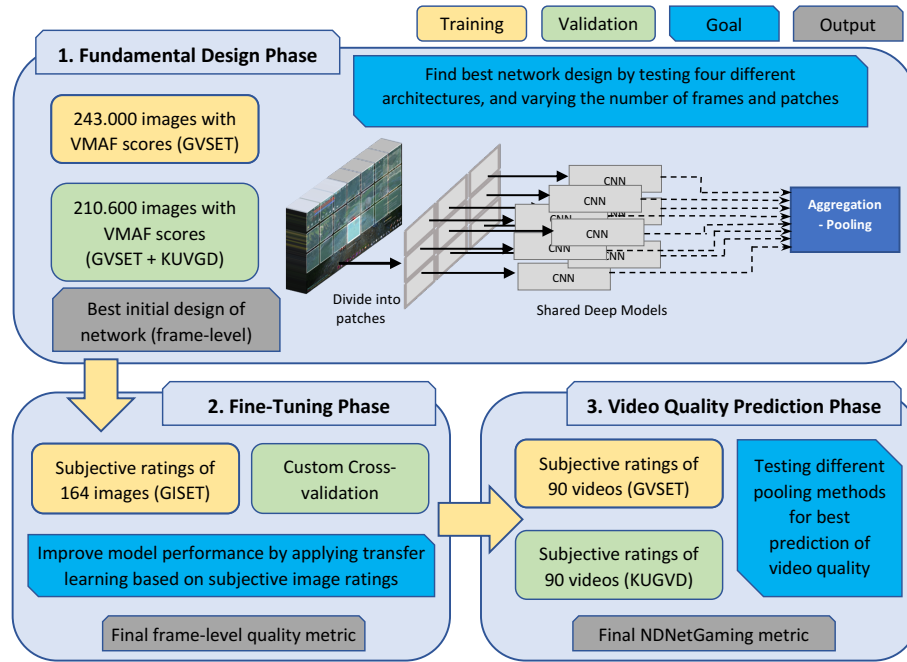 Training
Validation
Goal
Output
1. Fundamental Design Phase
Find best network design by testing four different
architectures, and varying the number of frames and patches
243.000 images with
VMAF scores (GVSET)
210.600 images with
VMAF scores
(GVSET + KUVGD)
Best initial design of
network (frame-level)
Divide into
patches
CNN
CNN
CNN
CNN
CNN
CNN
Shared Deep Models
Aggregation
- Pooling
2. Fine-Tuning Phase
Subjective ratings of
164 images (GISET)
Custom Cross-
validation
Improve model performance by applying transfer
learning based on subjective image ratings
Final frame-level quality metric
3. Video Quality Prediction Phase
Subjective ratings of
90 videos (GVSET)
Subjective ratings of
90 videos (KUGVD)
Testing different
pooling methods
for best
prediction of
video quality
Final NDNetGaming metric